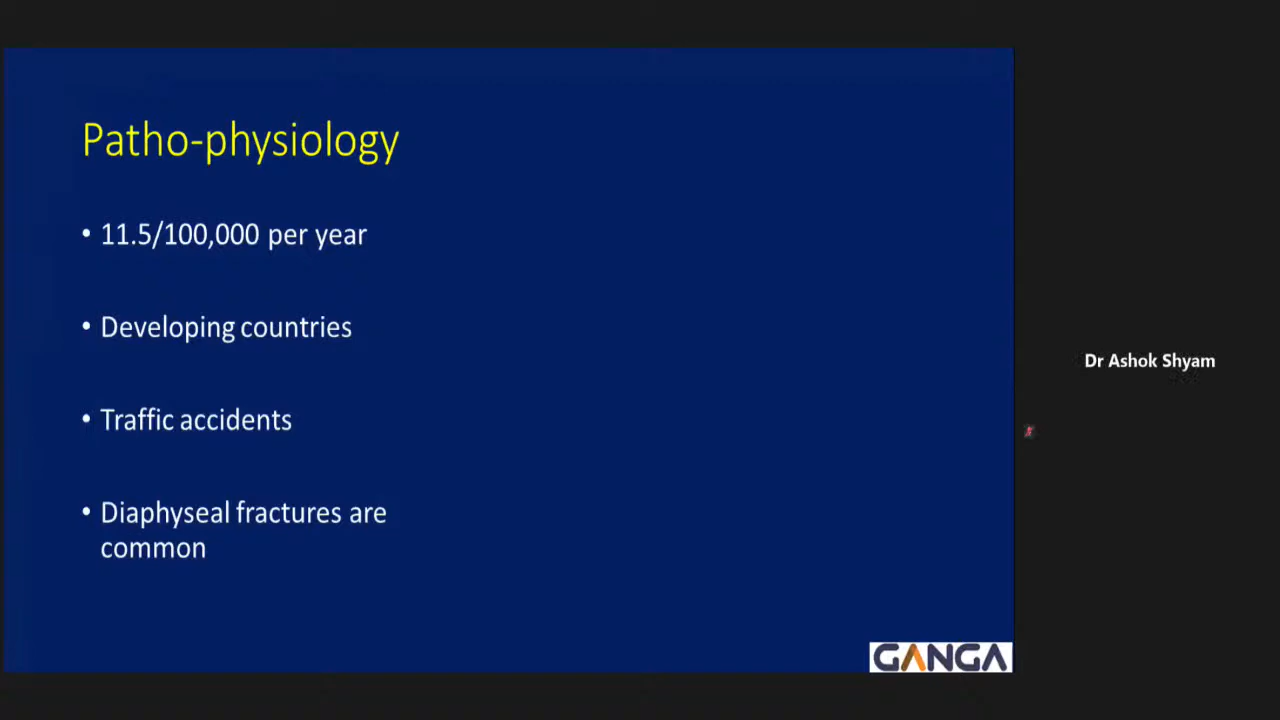 Patho-physiology
• 11.5/100,000 per year
• Developing countries
• Traffic accidents
• Diaphyseal fractures are
common
Dr Ashok Shyam
GANGA